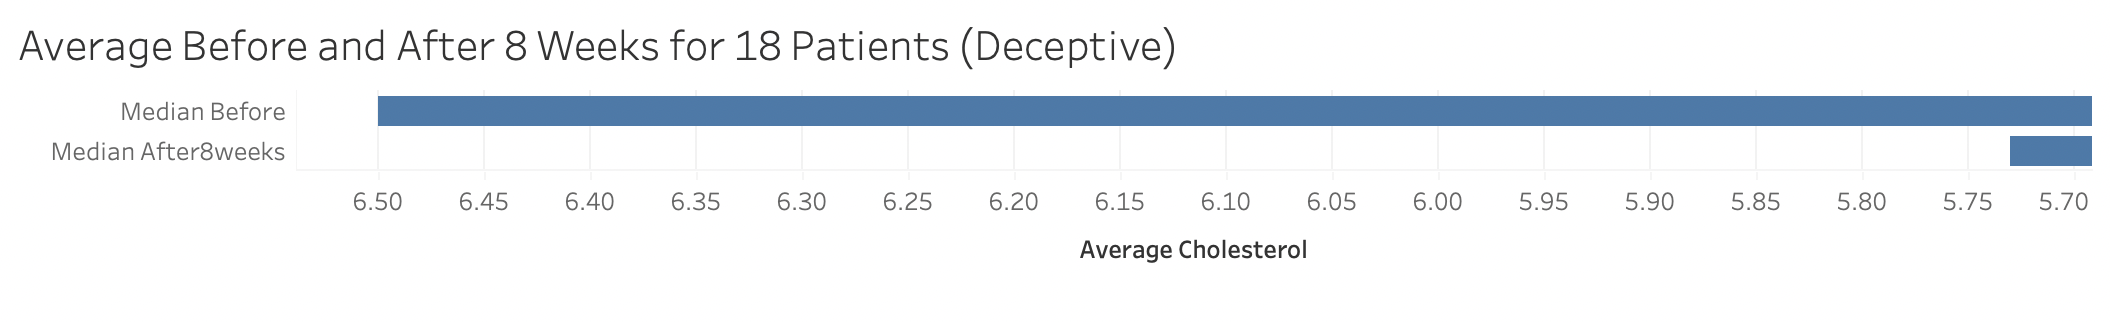 Average Before and After 8 Weeks for 18 Patients (Deceptive)
Median Before
Median After8weeks
6.50 6.45 6.40 6.35 6.30 6.25 6.20 6.15 6.10 6.05 6.00 5.95 5.90 5.85 5.80 5.75 5.70
Average Cholesterol